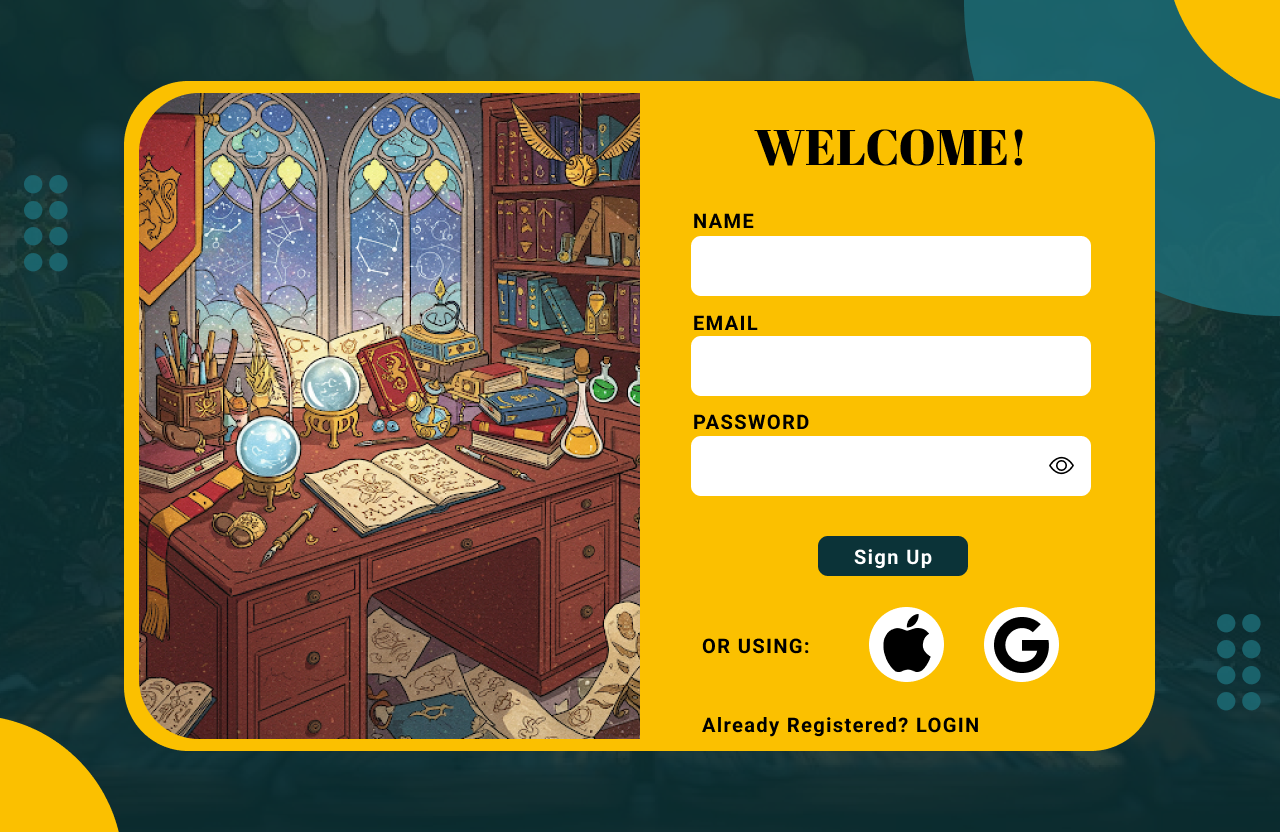 WELCOME!
NAME
EMAIL
PASSWORD
Sign Up
OR USING:
Already Registered? LOGIN